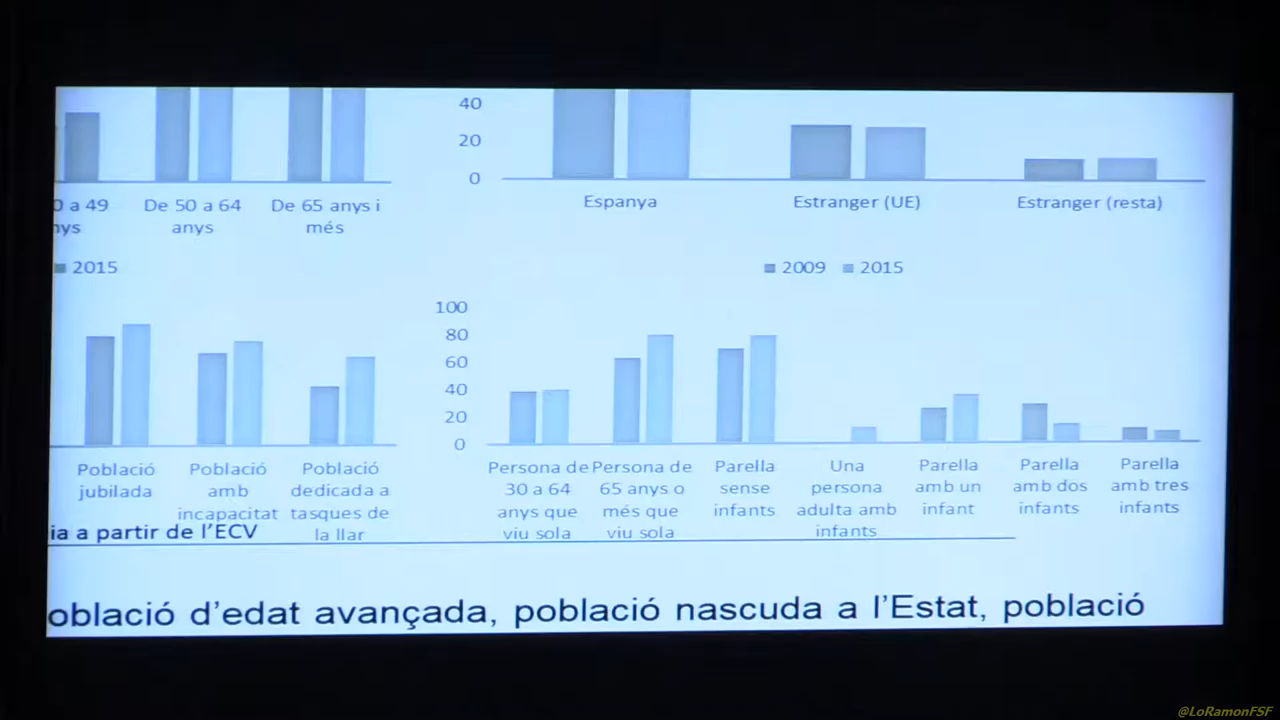 40
20
0
0 a 49
nys
De 50 a 64
anys
De 65 anys i
més
Espanya
Estranger (UE)
Estranger (resta)
2015
2009 2015
100
80
60
40
20
0
Població
jubilada
Població
amb
incapacitat
Població
dedicada a
tasques de
la llar
Persona de
30 a 64
anys que
viu sola
Persona de
65 anys o
més que
viu sola
Parella
sense
infants
Una
persona
adulta amb
infants
Parella
amb un
infant
Parella
amb dos
infants
Parella
amb tres
infants
ia a partir de l'ECV
oblació d'edat avançada, població nascuda a l'Estat, població
@LoRamonFSF